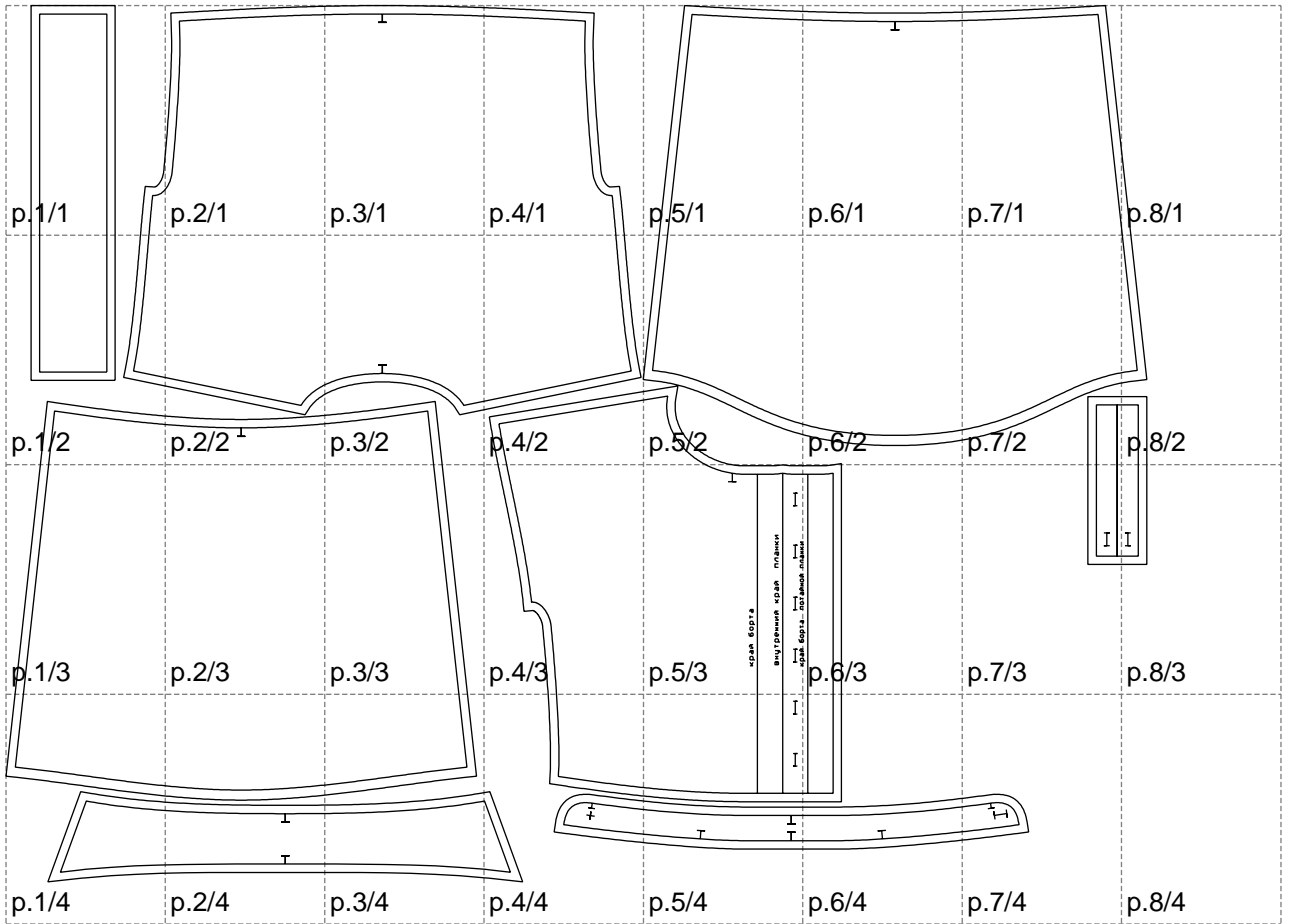 p.1/1
p.2/1
p.3/1
p.4/1
p.5/1
p.6/1
p.7/1
p.8/1
p.1/2
p.2/2
p.3/2
p.4/2
p.5/2
p.6/2
p.7/2
p.8/2
край борта
внутренний край планки
край борта потайной планки
p.1/3
p.2/3
p.3/3
p.4/3
p.5/3
p.6/3
p.7/3
p.8/3
p.1/4
p.2/4
p.3/4
p.4/4
p.5/4
p.6/4
p.7/4
p.8/4